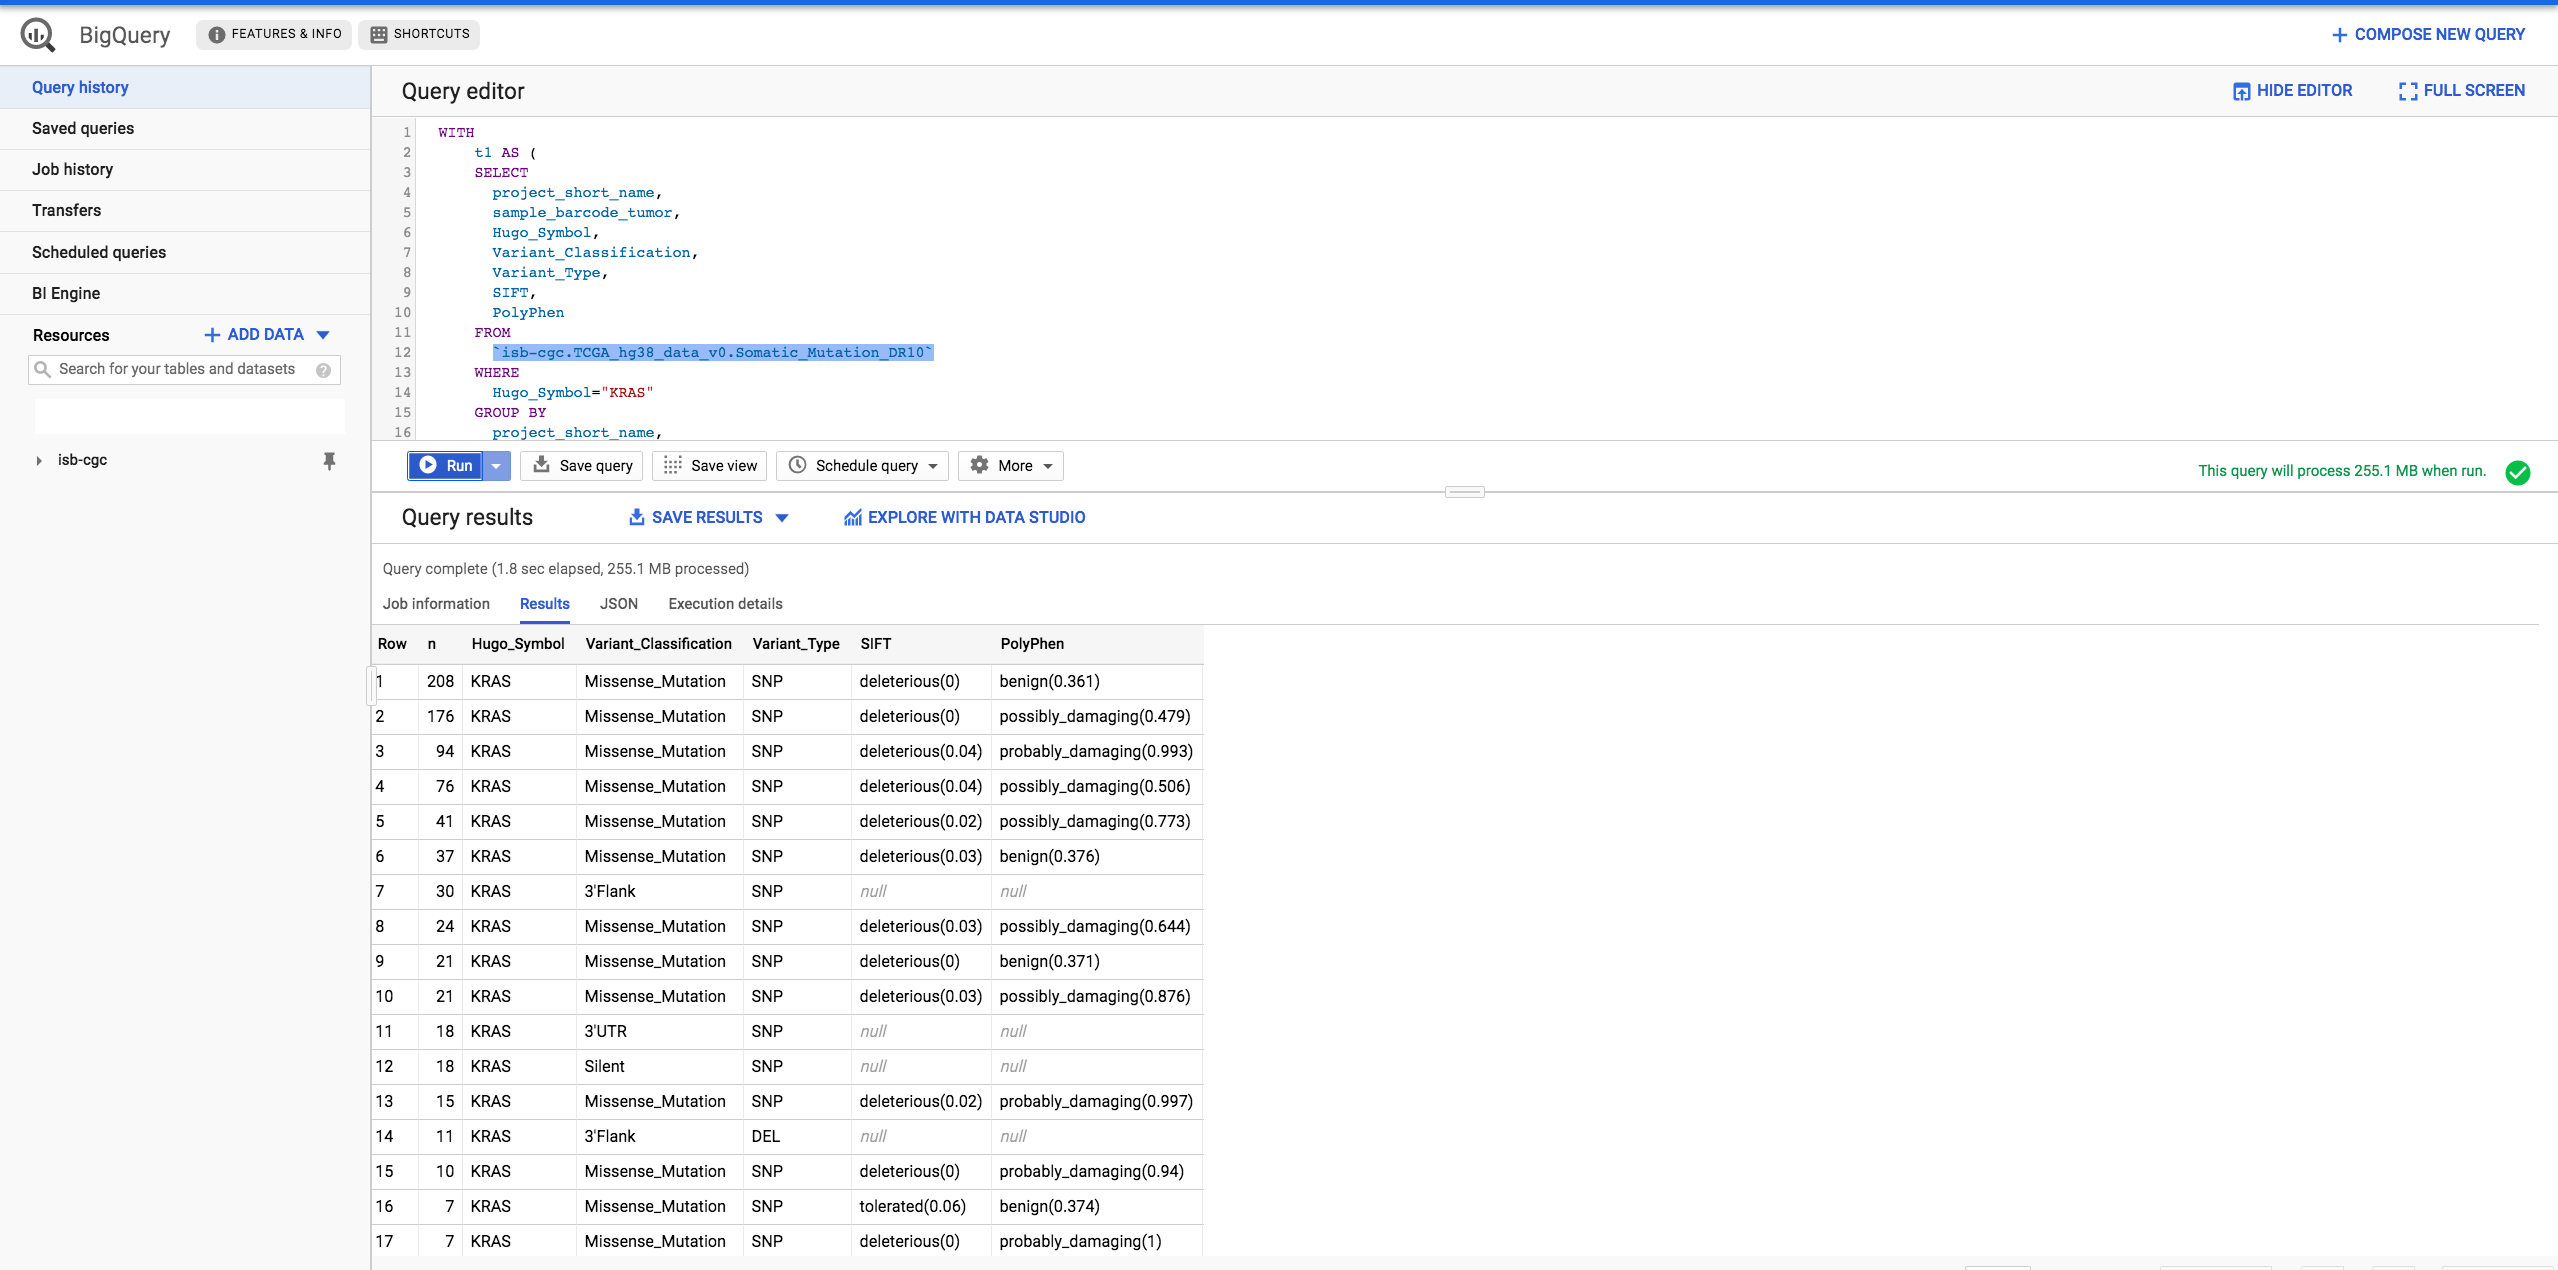 BigQuery FEATURES & INFO SHORTCUTS COMPOSE NEW QUERY
Query history
Saved queries
Job history
Transfers
Scheduled queries
BI Engine
Resources ADD DATA
Search for your tables and datasets
isb-cgc
Query editor HIDE EDITOR FULL SCREEN
1 WITH
2 t1 AS (
3 SELECT
4 project_short_name,
5 sample_barcode_tumor,
6 Hugo_Symbol,
7 Variant_Classification,
8 Variant_Type,
9 SIFT,
10 PolyPhen
11 FROM
12 `isb-cgc.TCGA_hg38_data_v0.Somatic_Mutation_DR10`
13 WHERE
14 Hugo_Symbol="KRAS"
15 GROUP BY
16 project_short_name,
Run Save query Save view Schedule query More This query will process 255.1 MB when run.
Query results SAVE RESULTS EXPLORE WITH DATA STUDIO
Query complete (1.8 sec elapsed, 255.1 MB processed)
Job information Results JSON Execution details
Row n Hugo_Symbol Variant_Classification Variant_Type SIFT PolyPhen
1 208 KRAS Missense_Mutation SNP deleterious(0) benign(0.361)
2 176 KRAS Missense_Mutation SNP deleterious(0) possibly_damaging(0.479)
3 94 KRAS Missense_Mutation SNP deleterious(0.04) probably_damaging(0.993)
4 76 KRAS Missense_Mutation SNP deleterious(0.04) possibly_damaging(0.506)
5 41 KRAS Missense_Mutation SNP deleterious(0.02) possibly_damaging(0.773)
6 37 KRAS Missense_Mutation SNP deleterious(0.03) benign(0.376)
7 30 KRAS 3'Flank SNP null null
8 24 KRAS Missense_Mutation SNP deleterious(0.03) possibly_damaging(0.644)
9 21 KRAS Missense_Mutation SNP deleterious(0) benign(0.371)
10 21 KRAS Missense_Mutation SNP deleterious(0.03) possibly_damaging(0.876)
11 18 KRAS 3'UTR SNP null null
12 18 KRAS Silent SNP null null
13 15 KRAS Missense_Mutation SNP deleterious(0.02) probably_damaging(0.997)
14 11 KRAS 3'Flank DEL null null
15 10 KRAS Missense_Mutation SNP deleterious(0) probably_damaging(0.94)
16 7 KRAS Missense_Mutation SNP tolerated(0.06) benign(0.374)
17 7 KRAS Missense_Mutation SNP deleterious(0) probably_damaging(1)